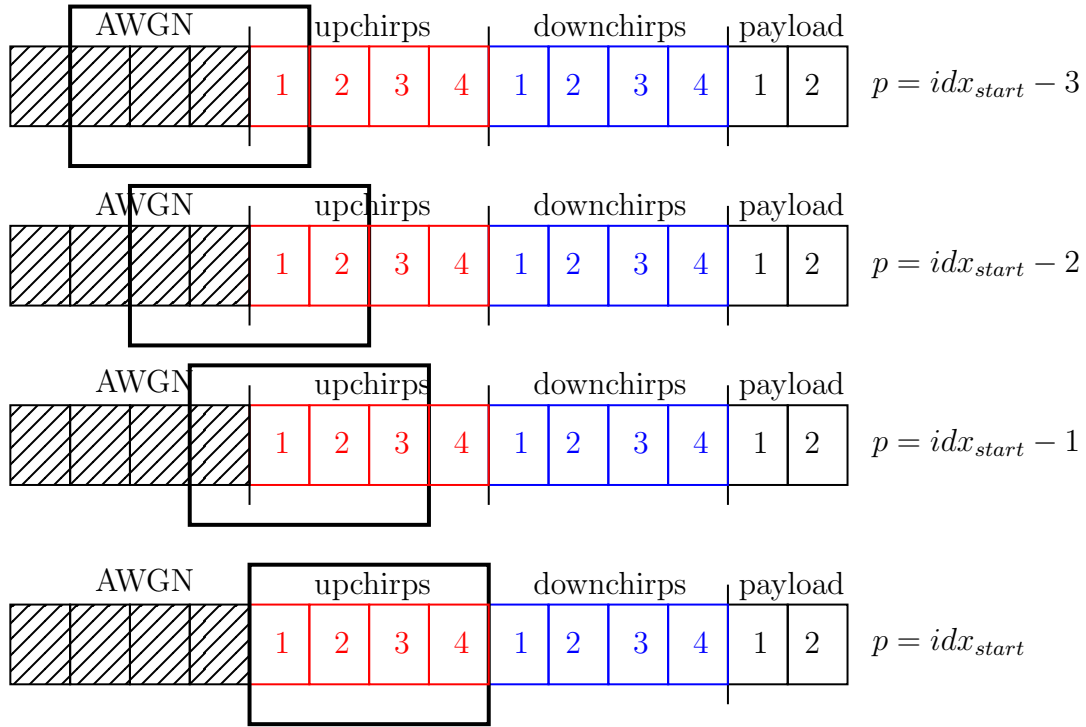 AWGN upchirps downchirps payload
1 2 3 4 1 2 3 4 1 2 p = idx_start − 3
AWGN upchirps downchirps payload
1 2 3 4 1 2 3 4 1 2 p = idx_start − 2
AWGN upchirps downchirps payload
1 2 3 4 1 2 3 4 1 2 p = idx_start − 1
AWGN upchirps downchirps payload
1 2 3 4 1 2 3 4 1 2 p = idx_start